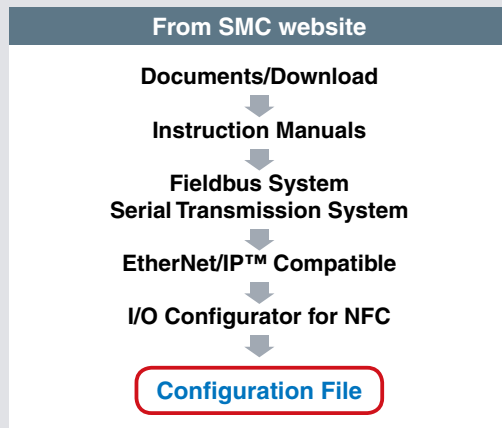 From SMC website
Documents/Download
Instruction Manuals
Fieldbus System
Serial Transmission System
EtherNet/IP™ Compatible
I/O Configurator for NFC
Configuration File